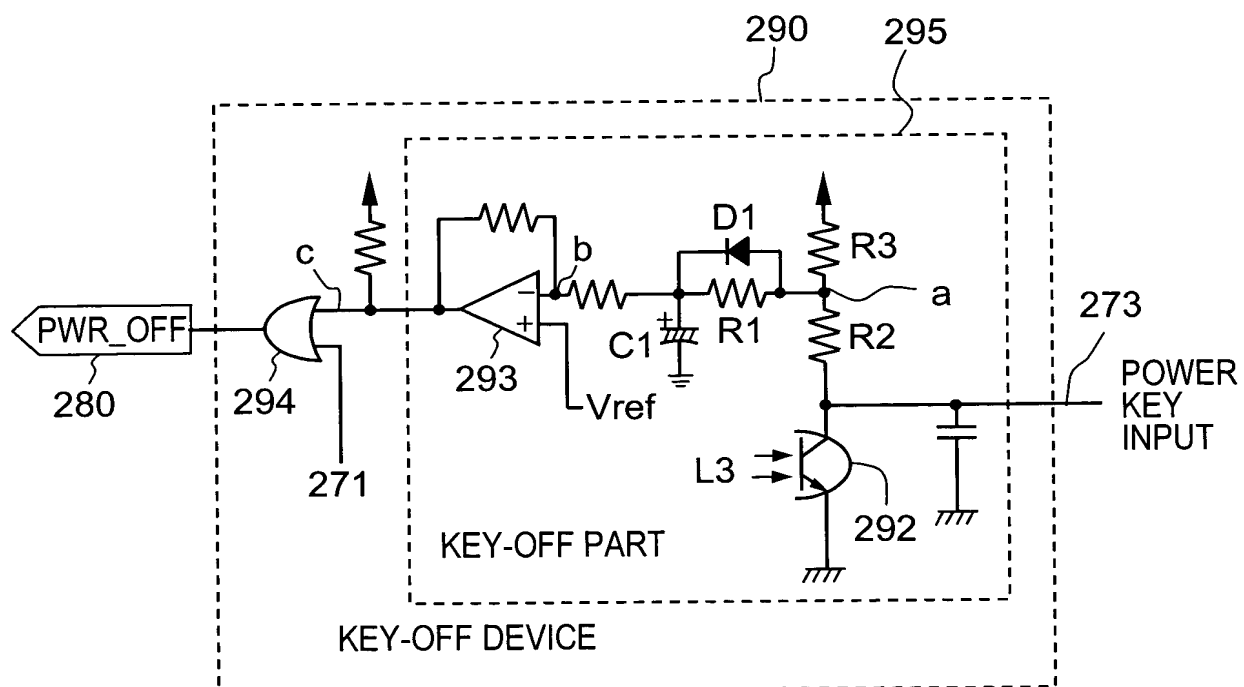 290
295
D1
R3
c
b
a
273
PWR_OFF
−
+
+
C1
R1
R2
280
294
293
Vref
POWER
KEY
INPUT
271
L3
292
KEY-OFF PART
KEY-OFF DEVICE